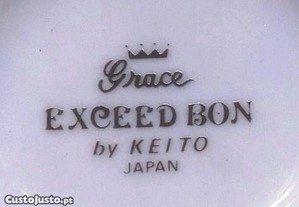 Grace
EXCEED BON
by KEITO
JAPAN
CustoJusto.pt